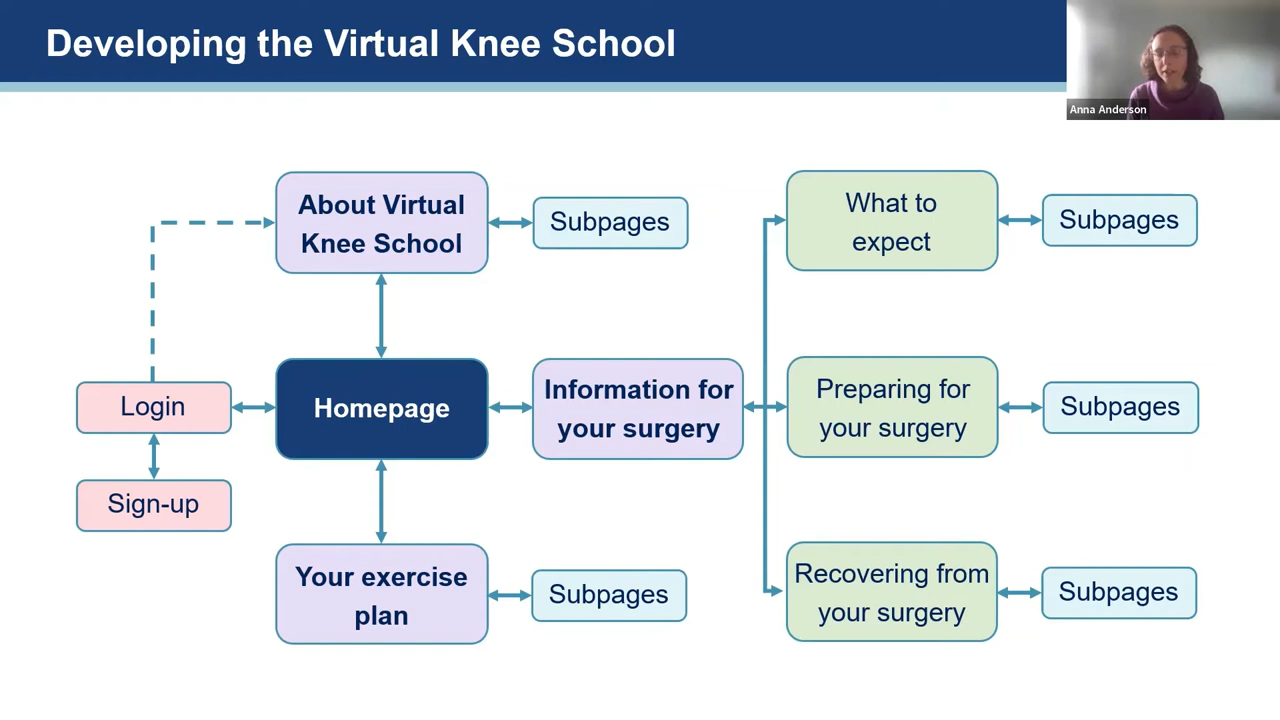 Developing the Virtual Knee School
Anna Anderson
About Virtual
Knee School
Subpages
What to
expect
Subpages
Login
Homepage
Information for
your surgery
Preparing for
your surgery
Subpages
Sign-up
Your exercise
plan
Subpages
Recovering from
your surgery
Subpages